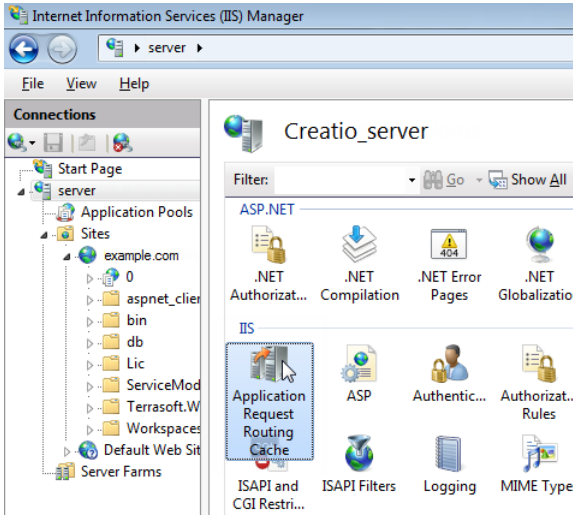 Internet Information Services (IIS) Manager
server
File View Help
Connections
Start Page
server
Application Pools
Sites
example.com
0
aspnet_clier
bin
db
Lic
ServiceMod
Terrasoft.W
Workspaces
Default Web Sit
Server Farms
Creatio_server
Filter: Go Show All
ASP.NET
.NET Authorizat...
.NET Compilation
404
.NET Error Pages
.NET Globalizatio
IIS
Application Request Routing Cache
ASP
Authentic...
Authorizat... Rules
ISAPI and CGI Restri...
ISAPI Filters
Logging
MIME Type